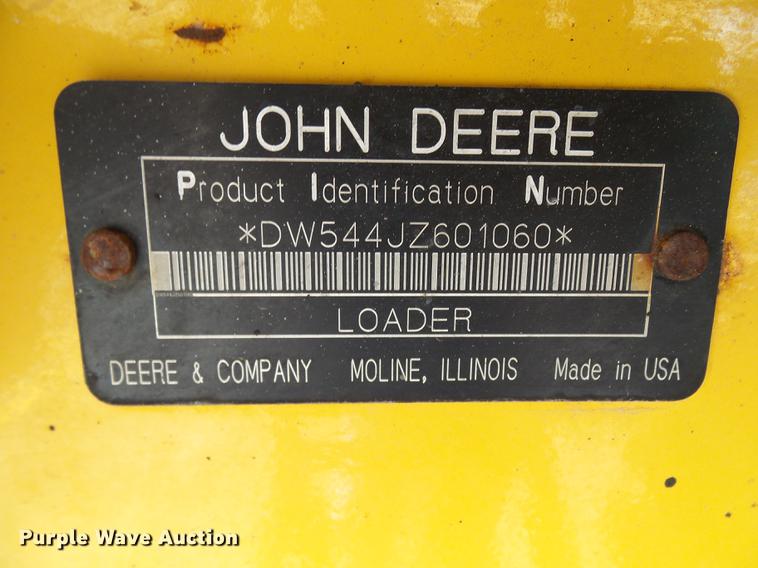 JOHN DEERE
Product Identification Number
*DW544JZ601060*
LOADER
DEERE & COMPANY MOLINE, ILLINOIS Made in USA
Purple Wave Auction